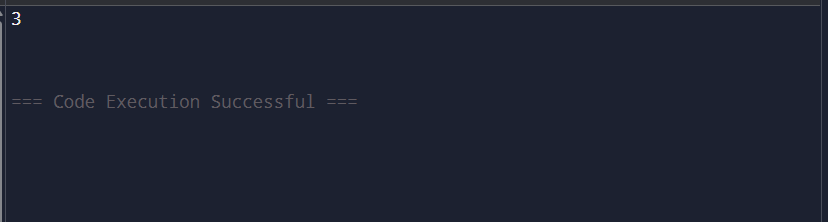 3
=== Code Execution Successful ===